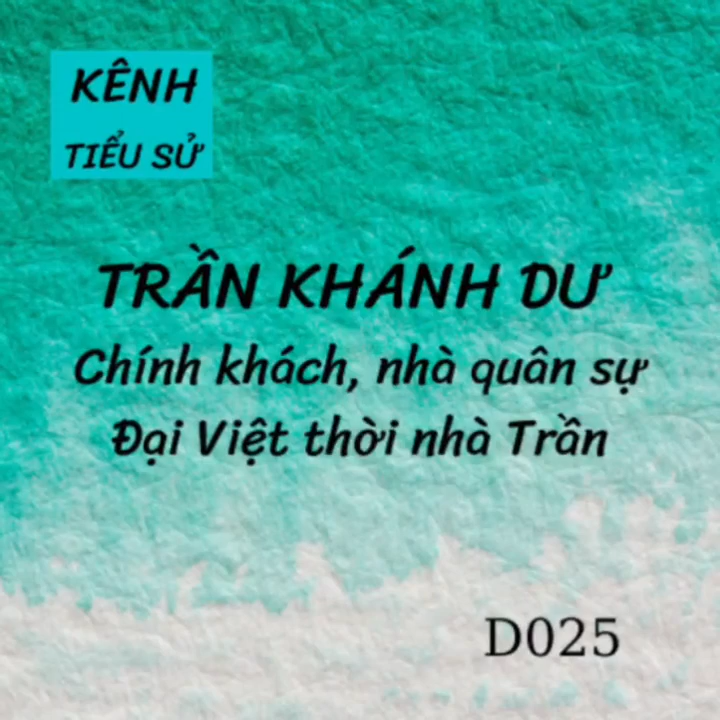 KÊNH
TIỂU SỬ
TRẦN KHÁNH DƯ
Chính khách, nhà quân sự
Đại Việt thời nhà Trần
D025